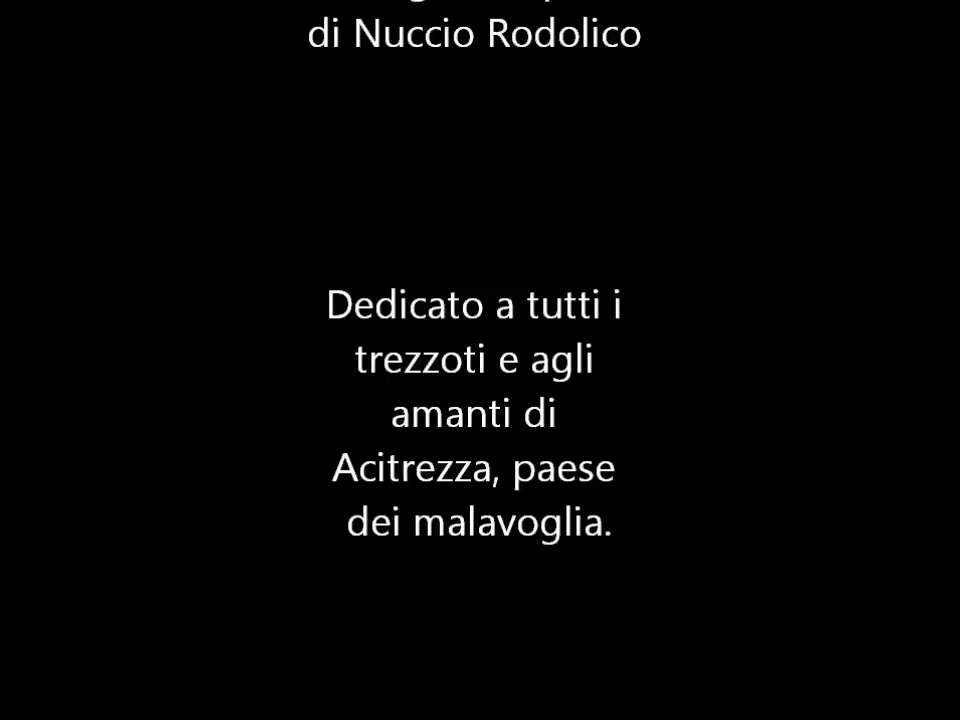 di Nuccio Rodolico
Dedicato a tutti i
trezzoti e agli
amanti di
Acitrezza, paese
dei malavoglia.